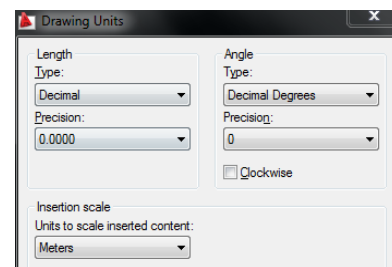 Drawing Units
X
Length
Type:
Decimal
Precision:
0.0000
Angle
Type:
Decimal Degrees
Precision:
0
Clockwise
Insertion scale
Units to scale inserted content:
Meters